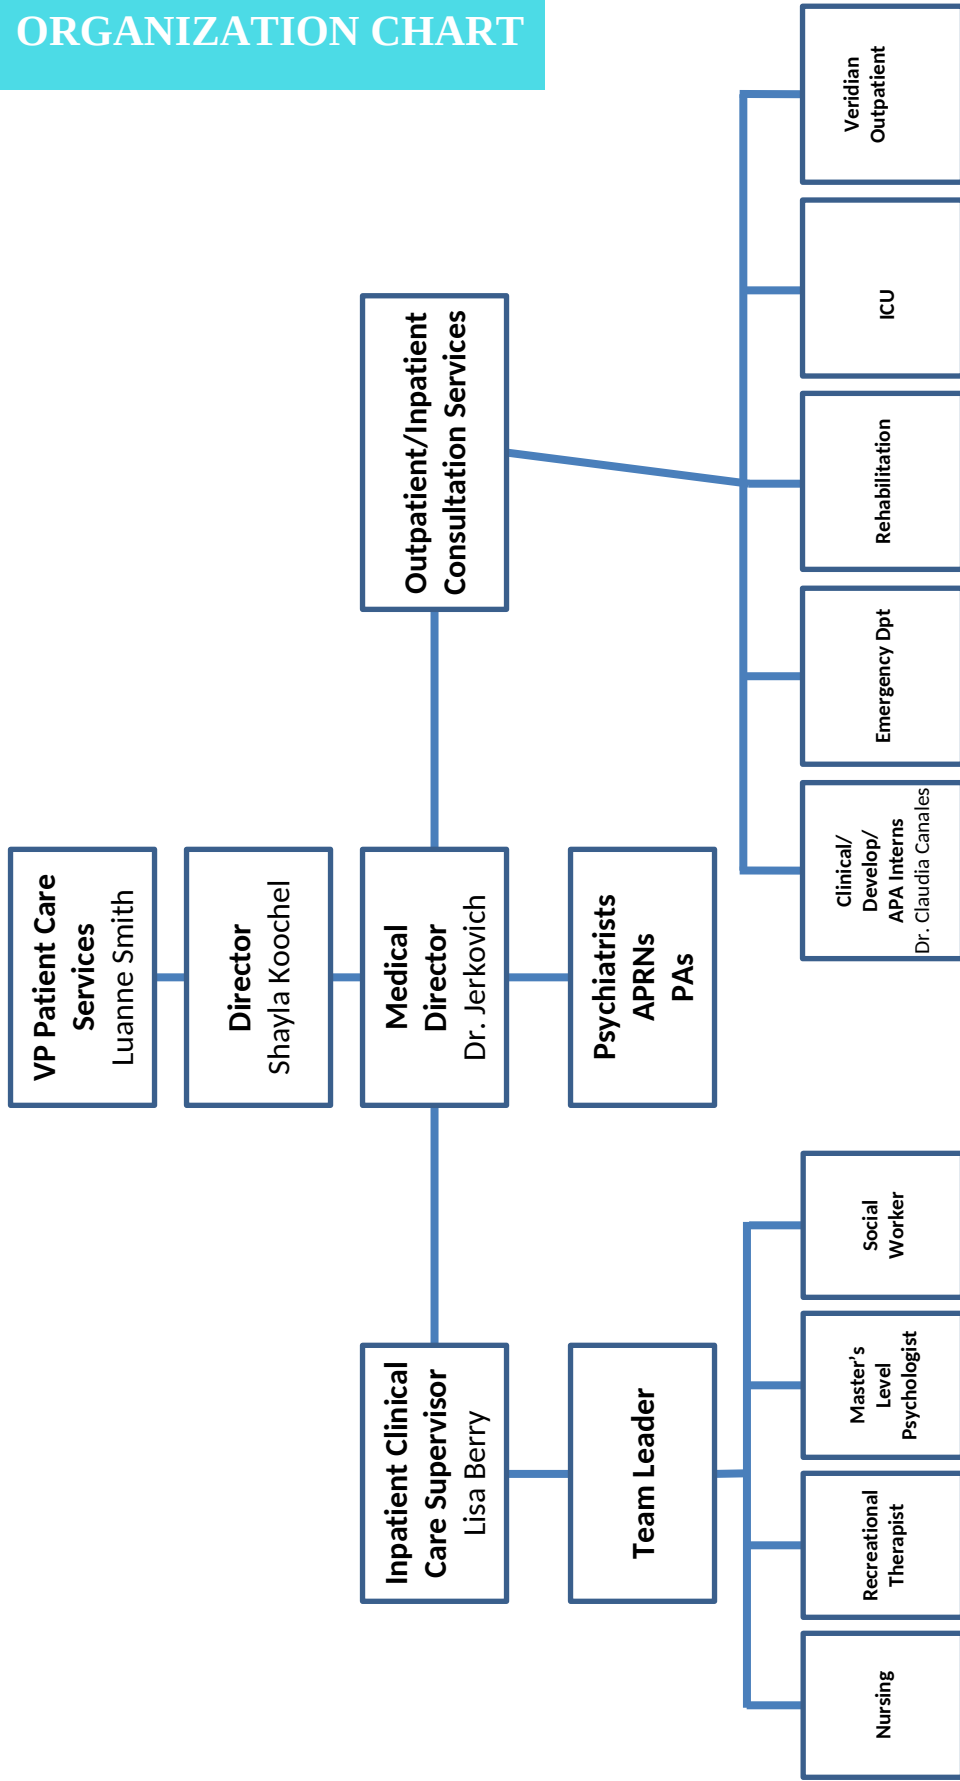 ORGANIZATION CHART
VP Patient Care
Services
Luanne Smith
Director
Shayla Koochel
Medical
Director
Dr. Jerkovich
Inpatient Clinical
Care Supervisor
Lisa Berry
Outpatient/Inpatient
Consultation Services
Team Leader
Psychiatrists
APRNs
PAs
Nursing
Recreational
Therapist
Master’s
Level
Psychologist
Social
Worker
Clinical/
Develop/
APA Interns
Dr. Claudia Canales
Emergency Dpt
Rehabilitation
ICU
Veridian
Outpatient